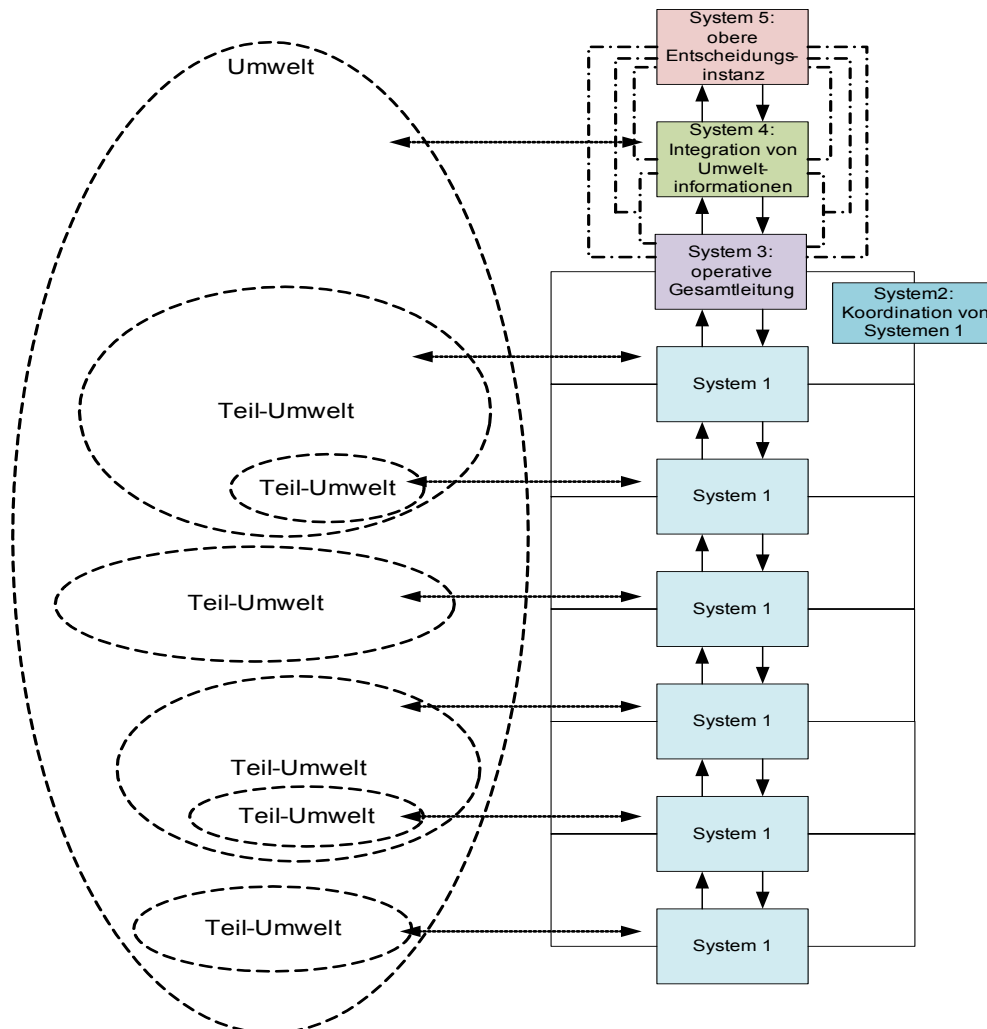 System 5:
obere
Entscheidungs-
instanz
Umwelt
System 4:
Integration von
Umwelt-
informationen
System 3:
operative
Gesamtleitung
System2:
Koordination von
Systemen 1
System 1
Teil-Umwelt
System 1
Teil-Umwelt
System 1
Teil-Umwelt
System 1
Teil-Umwelt
System 1
Teil-Umwelt
System 1
Teil-Umwelt